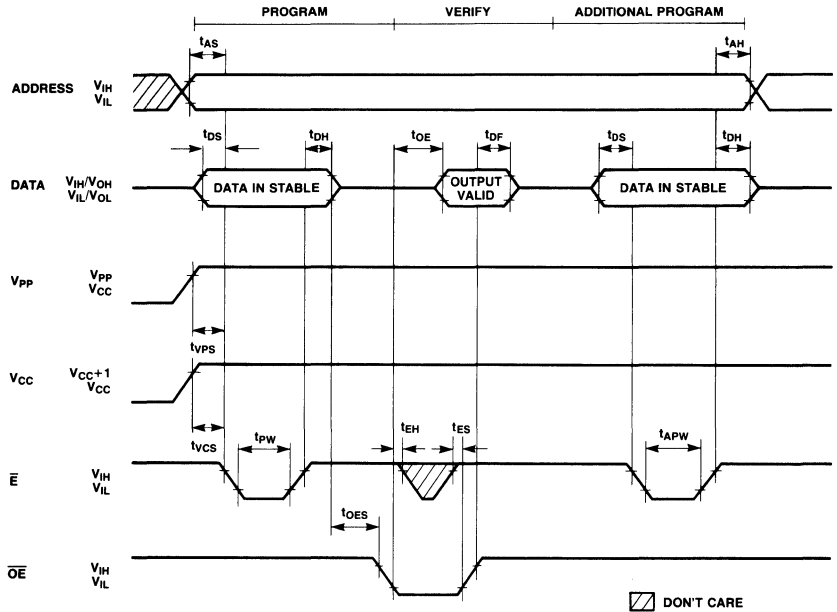 PROGRAM VERIFY ADDITIONAL PROGRAM
tAS tAH
ADDRESS VIH
VIL
tDS tDH tOE tDF tDS tDH
DATA VIH/VOH
VIL/VOL
DATA IN STABLE
OUTPUT
VALID
DATA IN STABLE
VPP VPP
VCC
tVPS
VCC VCC+1
VCC
tVCS tPW tEH tES tAPW
E̅ VIH
VIL
tOES
O̅E̅ VIH
VIL
DON'T CARE